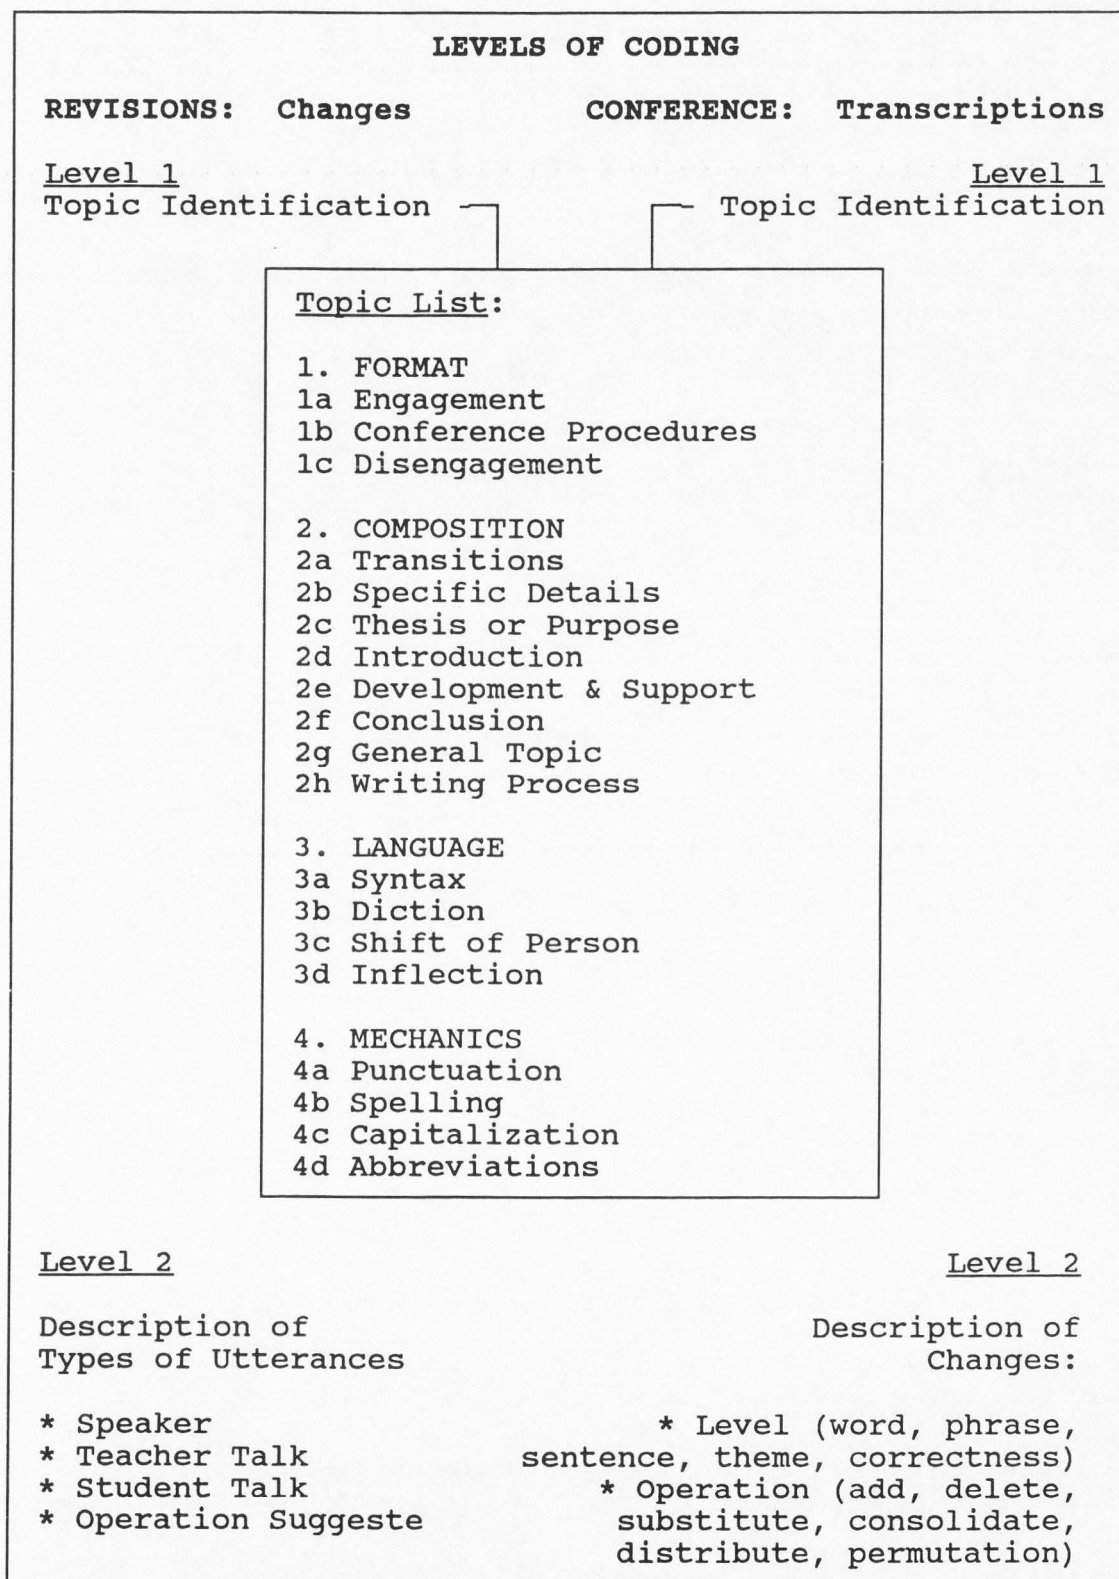 LEVELS OF CODING
REVISIONS: Changes
CONFERENCE: Transcriptions
Level 1
Topic Identification
Level 1
Topic Identification
Topic List:
1. FORMAT
1a Engagement
1b Conference Procedures
1c Disengagement
2. COMPOSITION
2a Transitions
2b Specific Details
2c Thesis or Purpose
2d Introduction
2e Development & Support
2f Conclusion
2g General Topic
2h Writing Process
3. LANGUAGE
3a Syntax
3b Diction
3c Shift of Person
3d Inflection
4. MECHANICS
4a Punctuation
4b Spelling
4c Capitalization
4d Abbreviations
Level 2
Description of
Types of Utterances
* Speaker
* Teacher Talk
* Student Talk
* Operation Suggeste
Level 2
Description of
Changes:
* Level (word, phrase,
sentence, theme, correctness)
* Operation (add, delete,
substitute, consolidate,
distribute, permutation)